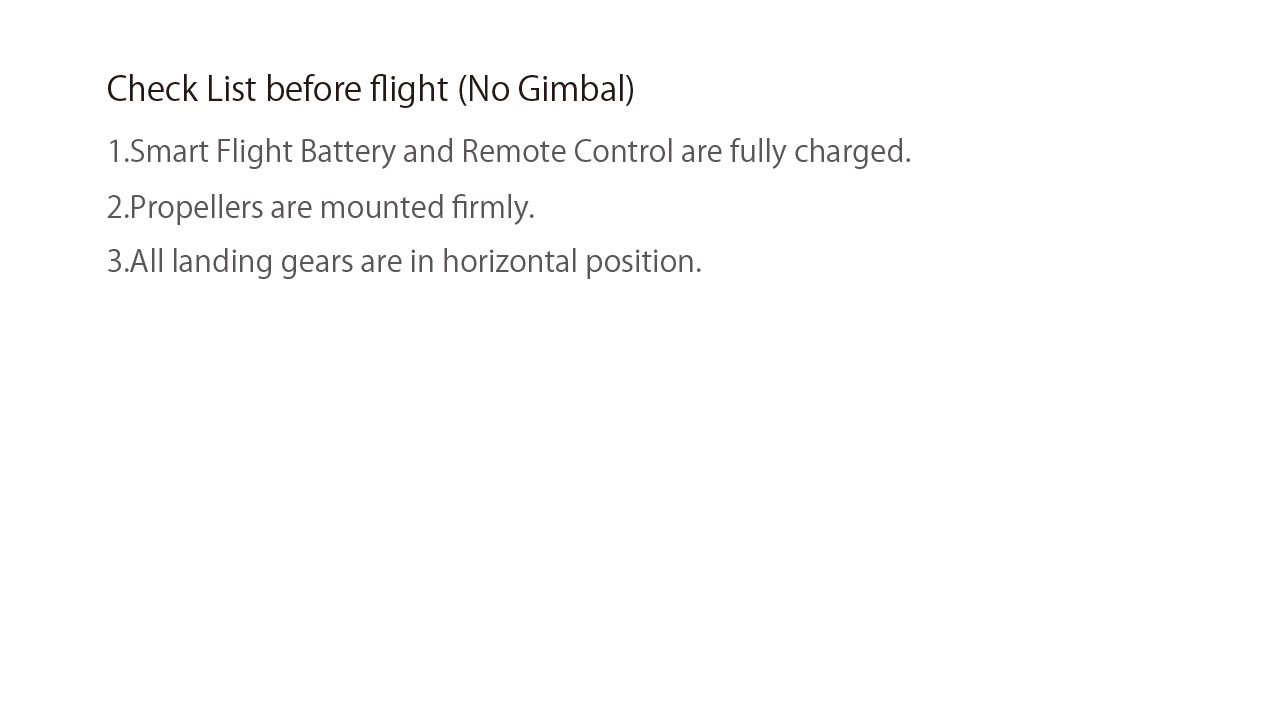 Check List before flight (No Gimbal)
1.Smart Flight Battery and Remote Control are fully charged.
2.Propellers are mounted firmly.
3.All landing gears are in horizontal position.